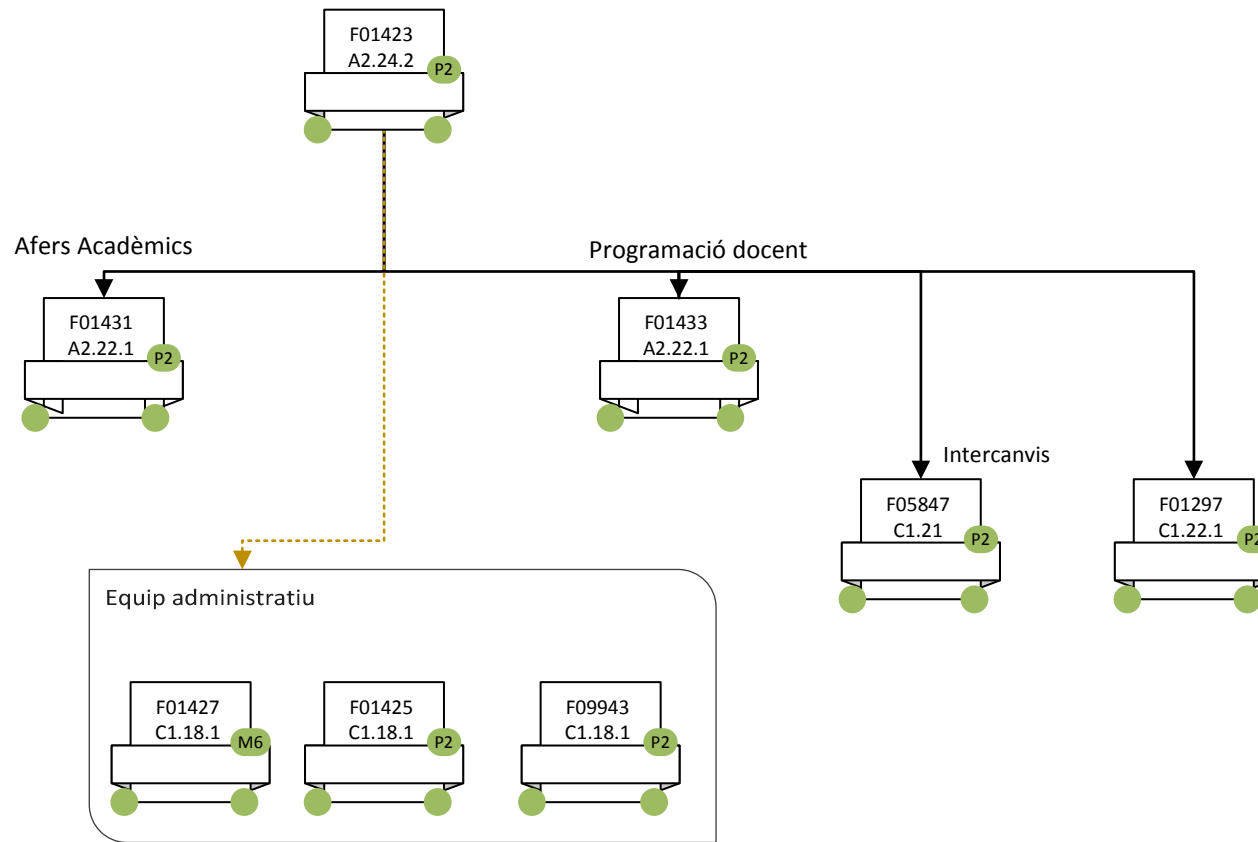 F01423
A2.24.2
P2
Afers Acadèmics
Programació docent
F01431
A2.22.1
P2
F01433
A2.22.1
P2
Intercanvis
F05847
C1.21
P2
F01297
C1.22.1
P2
Equip administratiu
F01427
C1.18.1
M6
F01425
C1.18.1
P2
F09943
C1.18.1
P2